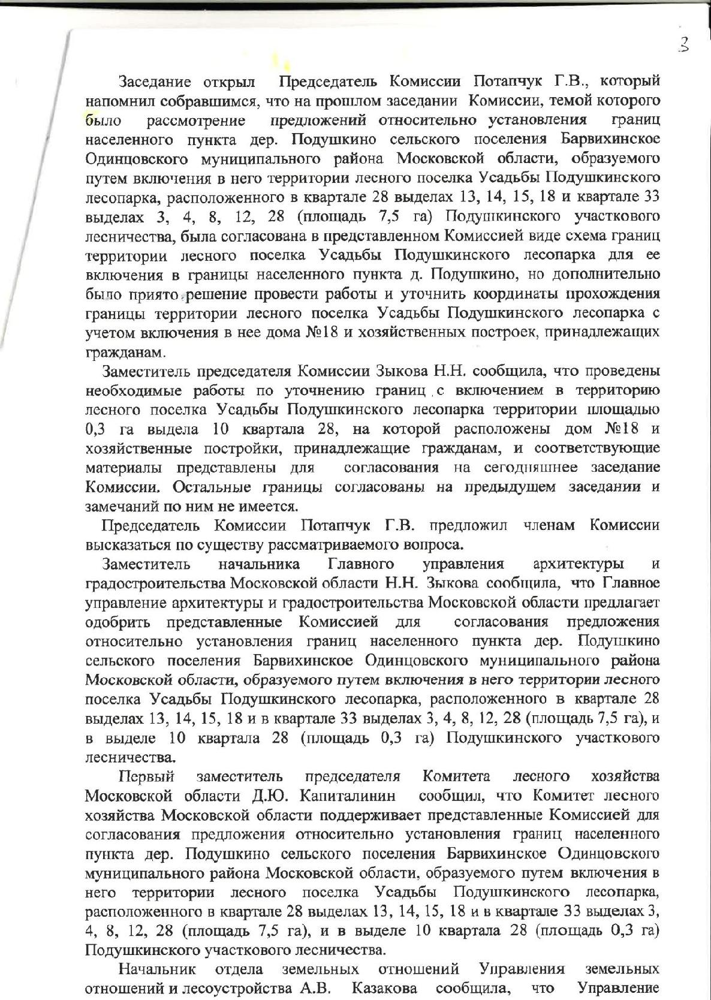 3
Заседание открыл Председатель Комиссии Потапчук Г.В., который
напомнил собравшимся, что на прошлом заседании Комиссии, темой которого
было рассмотрение предложений относительно установления границ
населенного пункта дер. Подушкино сельского поселения Барвихинское
Одинцовского муниципального района Московской области, образуемого
путем включения в него территории лесного поселка Усадьбы Подушкинского
лесопарка, расположенного в квартале 28 выделах 13, 14, 15, 18 и квартале 33
выделах 3, 4, 8, 12, 28 (площадь 7,5 га) Подушкинского участкового
лесничества, была согласована в представленном Комиссией виде схема границ
территории лесного поселка Усадьбы Подушкинского лесопарка для ее
включения в границы населенного пункта д. Подушкино, но дополнительно
было приято решение провести работы и уточнить координаты прохождения
границы территории лесного поселка Усадьбы Подушкинского лесопарка с
учетом включения в нее дома №18 и хозяйственных построек, принадлежащих
гражданам.
Заместитель председателя Комиссии Зыкова Н.Н. сообщила, что проведены
необходимые работы по уточнению границ с включением в территорию
лесного поселка Усадьбы Подушкинского лесопарка территории площадью
0,3 га выдела 10 квартала 28, на которой расположены дом №18 и
хозяйственные постройки, принадлежащие гражданам, и соответствующие
материалы представлены для согласования на сегодняшнее заседание
Комиссии. Остальные границы согласованы на предыдущем заседании и
замечаний по ним не имеется.
Председатель Комиссии Потапчук Г.В. предложил членам Комиссии
высказаться по существу рассматриваемого вопроса.
Заместитель начальника Главного управления архитектуры и
градостроительства Московской области Н.Н. Зыкова сообщила, что Главное
управление архитектуры и градостроительства Московской области предлагает
одобрить представленные Комиссией для согласования предложения
относительно установления границ населенного пункта дер. Подушкино
сельского поселения Барвихинское Одинцовского муниципального района
Московской области, образуемого путем включения в него территории лесного
поселка Усадьбы Подушкинского лесопарка, расположенного в квартале 28
выделах 13, 14, 15, 18 и в квартале 33 выделах 3, 4, 8, 12, 28 (площадь 7,5 га), и
в выделе 10 квартала 28 (площадь 0,3 га) Подушкинского участкового
лесничества.
Первый заместитель председателя Комитета лесного хозяйства
Московской области Д.Ю. Капиталинин сообщил, что Комитет лесного
хозяйства Московской области поддерживает представленные Комиссией для
согласования предложения относительно установления границ населенного
пункта дер. Подушкино сельского поселения Барвихинское Одинцовского
муниципального района Московской области, образуемого путем включения в
него территории лесного поселка Усадьбы Подушкинского лесопарка,
расположенного в квартале 28 выделах 13, 14, 15, 18 и в квартале 33 выделах 3,
4, 8, 12, 28 (площадь 7,5 га), и в выделе 10 квартала 28 (площадь 0,3 га)
Подушкинского участкового лесничества.
Начальник отдела земельных отношений Управления земельных
отношений и лесоустройства А.В. Казакова сообщила, что Управление